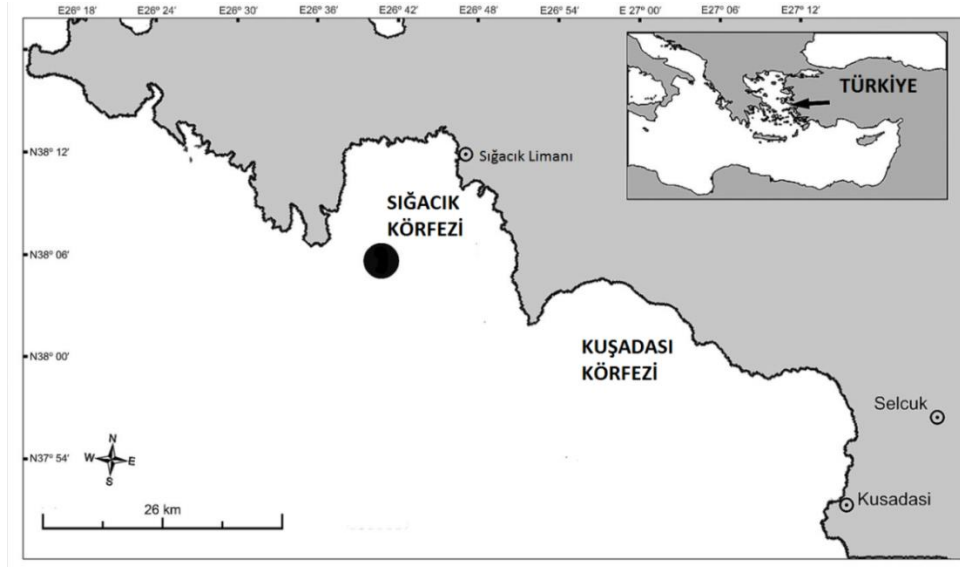 E26° 18' E26° 24' E26° 30' E26° 36' E26° 42' E26° 48' E26° 54' E 27° 00' E27° 06' E27° 12'
TÜRKİYE
N38° 12'
Sığacık Limanı
SIĞACIK
KÖRFEZİ
N38° 06'
KUŞADASI
KÖRFEZİ
N38° 00'
Selcuk
N37° 54'
N
W E
S
Kusadasi
26 km